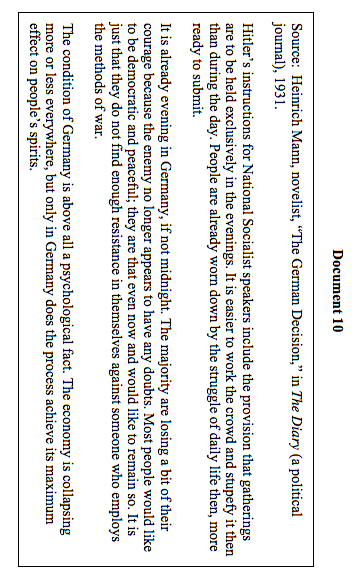 Document 10
Source: Heinrich Mann, novelist, “The German Decision,” in The Diary (a political
journal), 1931.
Hitler’s instructions for National Socialist speakers include the provision that gatherings
are to be held exclusively in the evenings. It is easier to work the crowd and stupefy it then
than during the day. People are already worn down by the struggle of daily life then, more
ready to submit.
It is already evening in Germany, if not midnight. The majority are losing a bit of their
courage because the enemy no longer appears to have any doubts. Most people would like
to be democratic and peaceful; they are that even now and would like to remain so. It is
just that they do not find enough resistance in themselves against someone who employs
the methods of war.
The condition of Germany is above all a psychological fact. The economy is collapsing
more or less everywhere, but only in Germany does the process achieve its maximum
effect on people’s spirits.